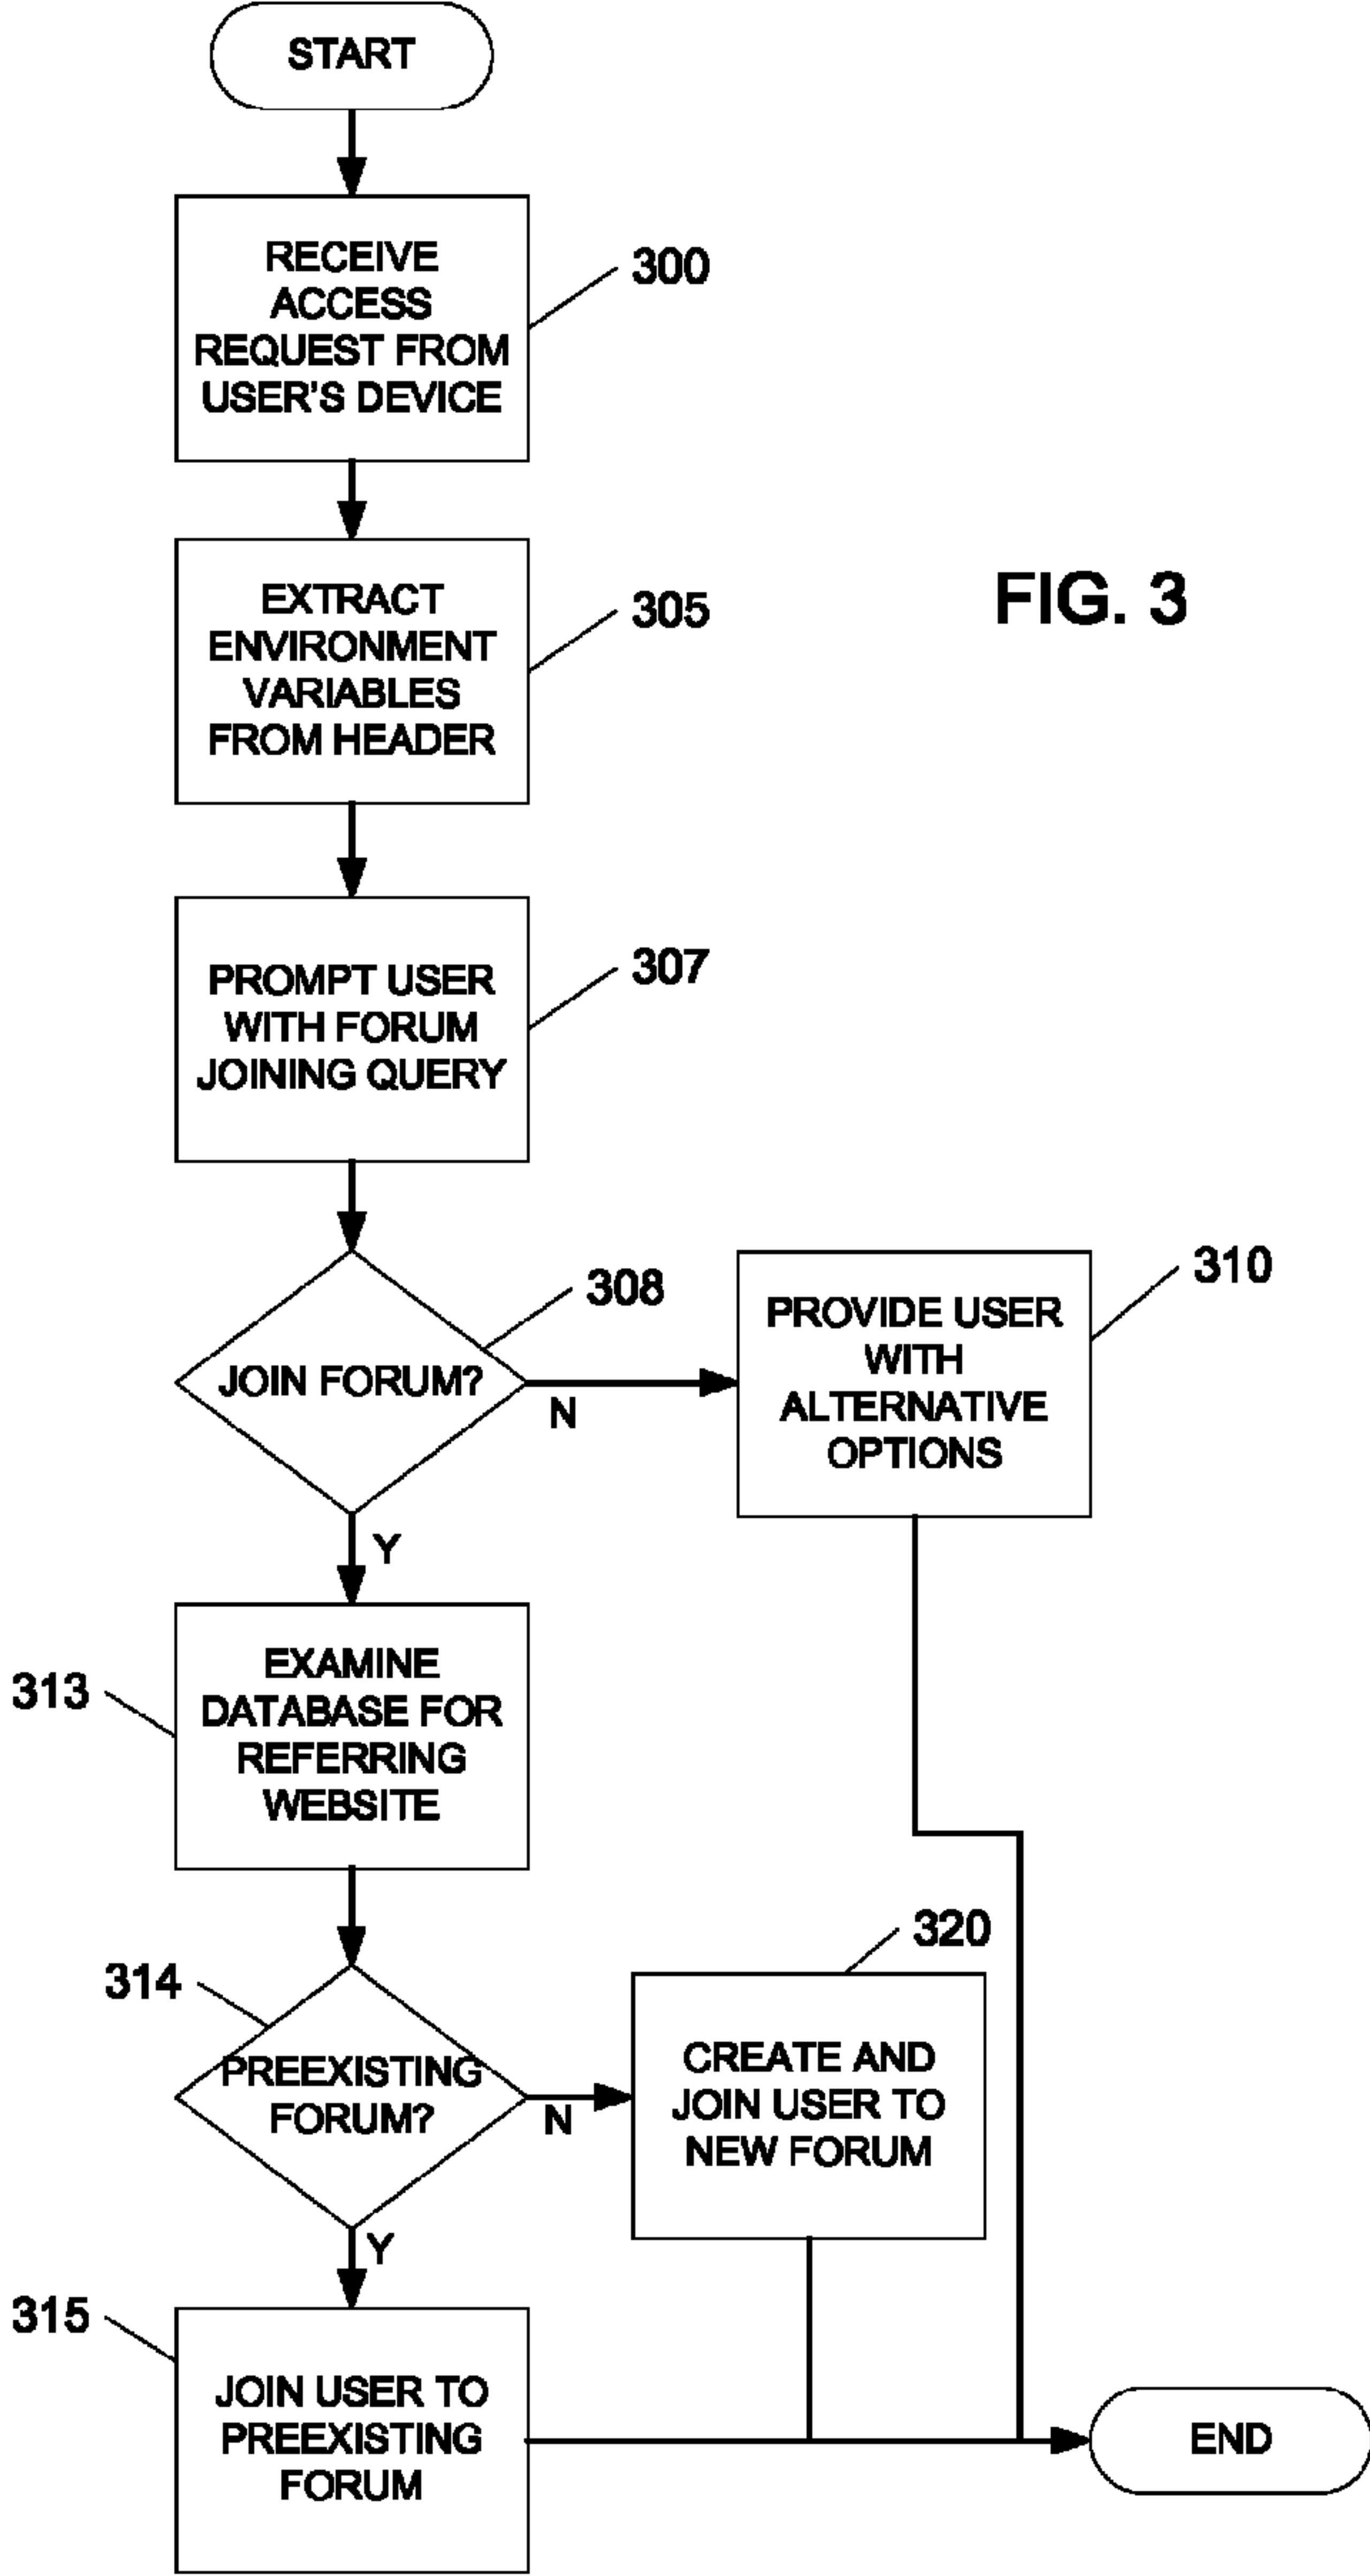 START
RECEIVE
ACCESS
REQUEST FROM
USER'S DEVICE
300
EXTRACT
ENVIRONMENT
VARIABLES
FROM HEADER
305
FIG. 3
PROMPT USER
WITH FORUM
JOINING QUERY
307
JOIN FORUM?
308
N
Y
PROVIDE USER
WITH
ALTERNATIVE
OPTIONS
310
EXAMINE
DATABASE FOR
REFERRING
WEBSITE
313
PREEXISTING
FORUM?
314
N
Y
CREATE AND
JOIN USER TO
NEW FORUM
320
JOIN USER TO
PREEXISTING
FORUM
315
END